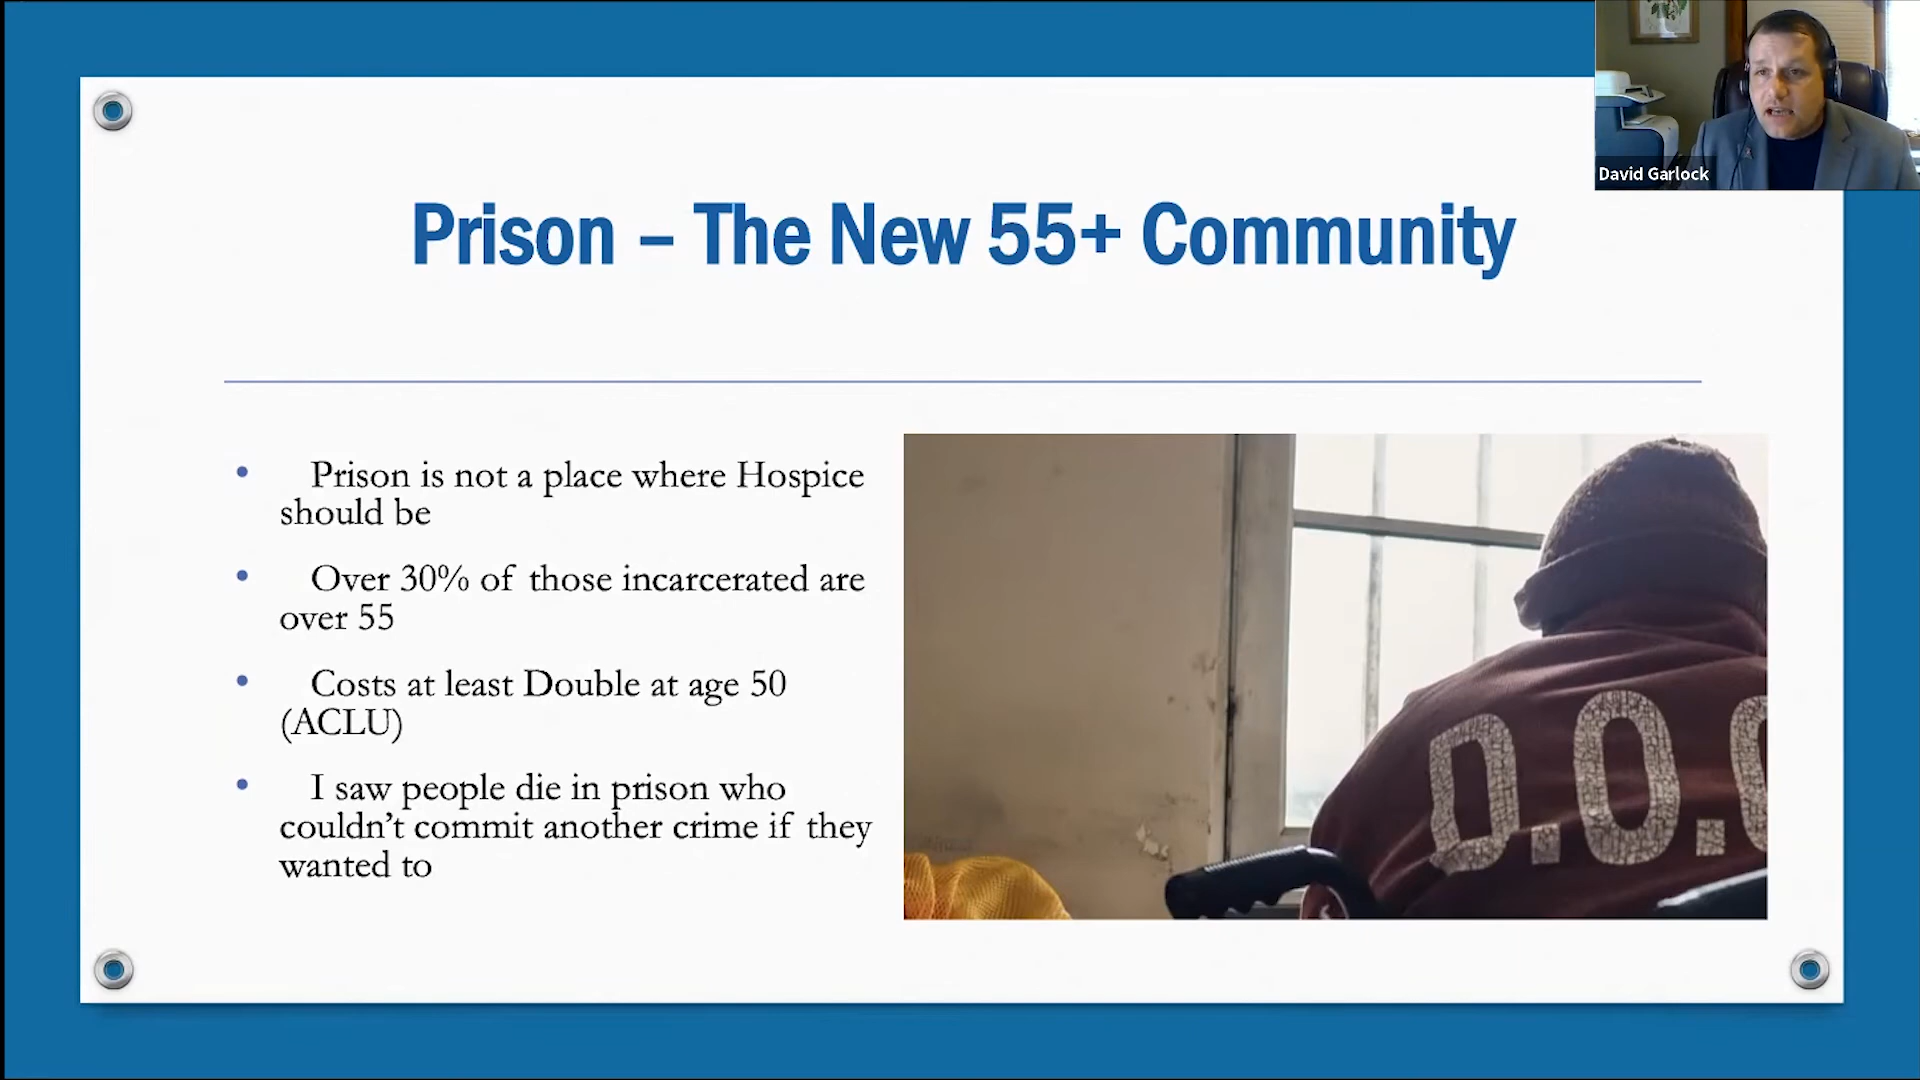 David Garlock
Prison – The New 55+ Community
• Prison is not a place where Hospice
should be
• Over 30% of those incarcerated are
over 55
• Costs at least Double at age 50
(ACLU)
• I saw people die in prison who
couldn’t commit another crime if they
wanted to
D.O.C